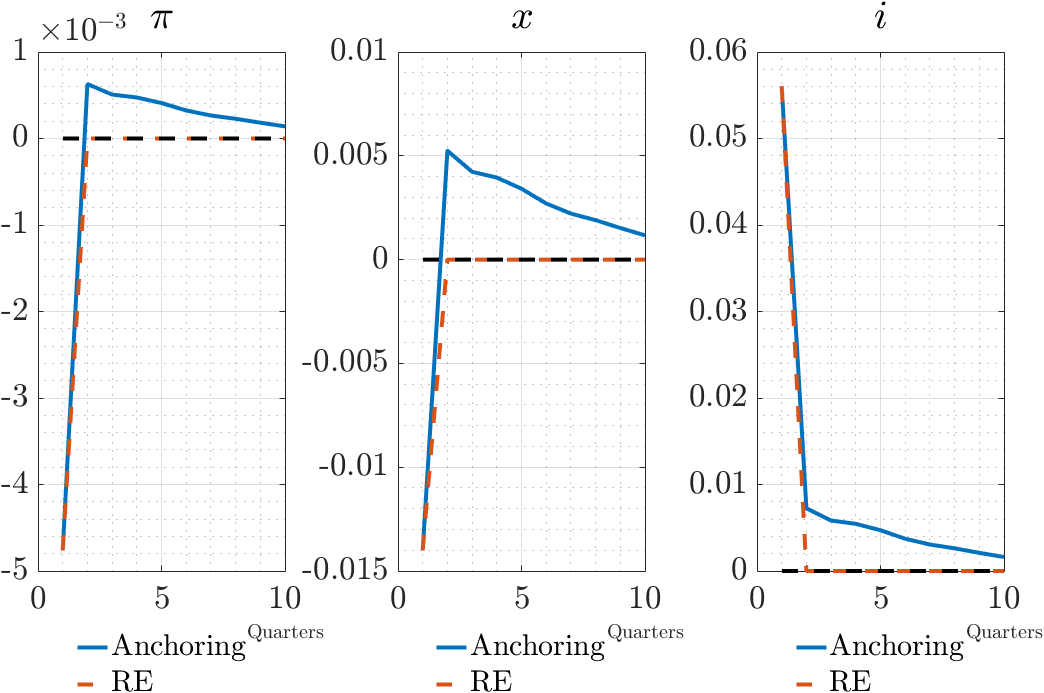 ×10⁻³ π
1
0
-1
-2
-3
-4
-5
0 5 10
Quarters
Anchoring
RE
x
0.01
0.005
0
-0.005
-0.01
-0.015
0 5 10
Quarters
Anchoring
RE
i
0.06
0.05
0.04
0.03
0.02
0.01
0
0 5 10
Quarters
Anchoring
RE